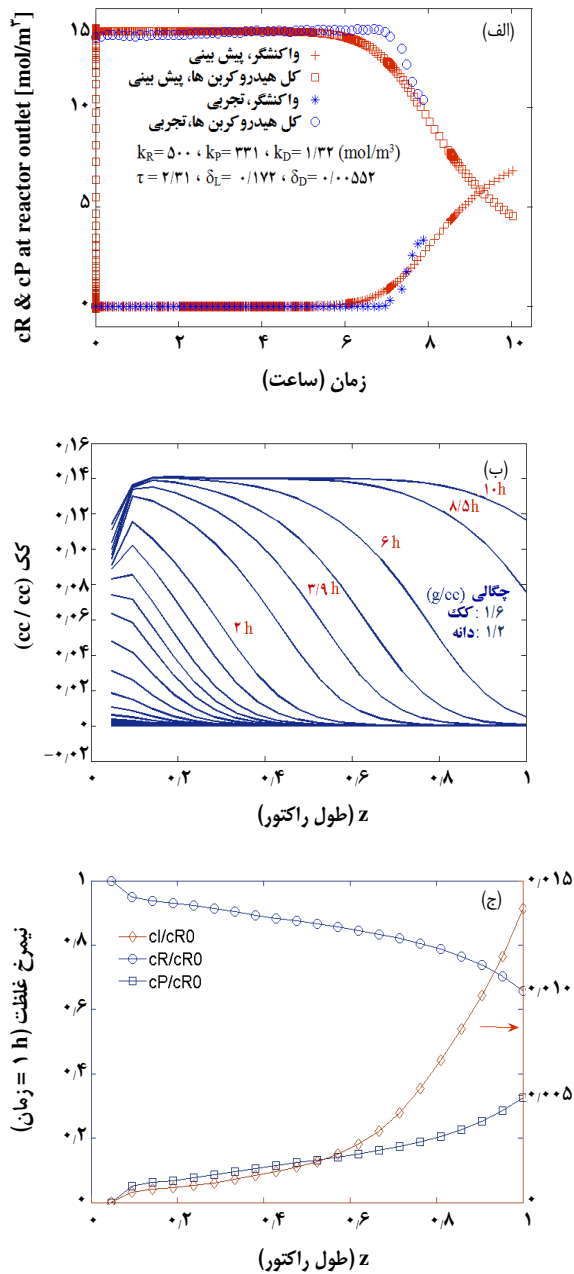 cR & cP at reactor outlet [mol/m³]
۱۵
۱۰
۵
۰
(الف)
واکنشگر، پیش بینی
کل هیدروکربن ها، پیش بینی
واکنشگر، تجربی
کل هیدروکربن ها، تجربی
kR= ۵۰۰ ، kP= ۳۳۱ ، kD= ۱/۳۲ (mol/m³)
τ = ۲/۳۱ ، δL= ۰/۱۷۲ ، δD= ۰/۰۰۵۵۲
۰ ۲ ۴ ۶ ۸ ۱۰
زمان (ساعت)
کک (cc / cc)
۰/۱۶
۰/۱۴
۰/۱۲
۰/۱۰
۰/۰۸
۰/۰۶
۰/۰۴
۰/۰۲
۰
-۰/۰۲
(ب)
۱۰h
۸/۵h
۶ h
۳/۹ h
۲ h
چگالی (g/cc)
کک : ۱/۶
دانه : ۱/۲
۰ ۰/۲ ۰/۴ ۰/۶ ۰/۸ ۱
z (طول راکتور)
نیمرخ غلظت (زمان = ۱ h)
۱
۰/۸
۰/۶
۰/۴
۰/۲
۰
(ج)
cI/cR0
cR/cR0
cP/cR0
۰/۰۱۵
۰/۰۱۰
۰/۰۰۵
۰
۰ ۰/۲ ۰/۴ ۰/۶ ۰/۸ ۱
z (طول راکتور)